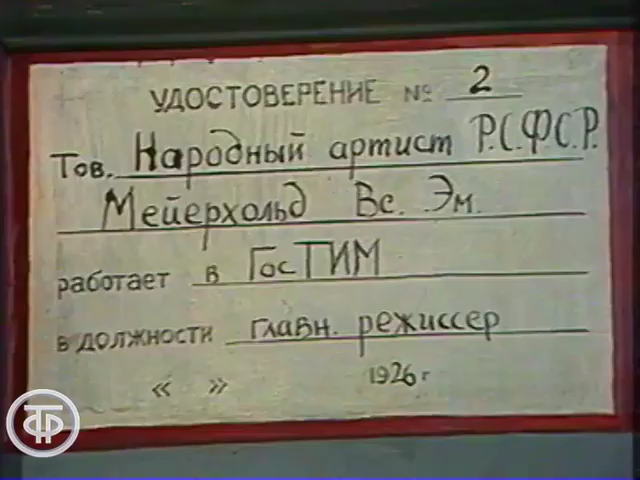 УДОСТОВЕРЕНИЕ № 2
Тов. Народный артист Р.С.Ф.С.Р.
Мейерхольд Вс. Эм.
работает в ГосТИМ
в должности главн. режиссер
« » 1926 г